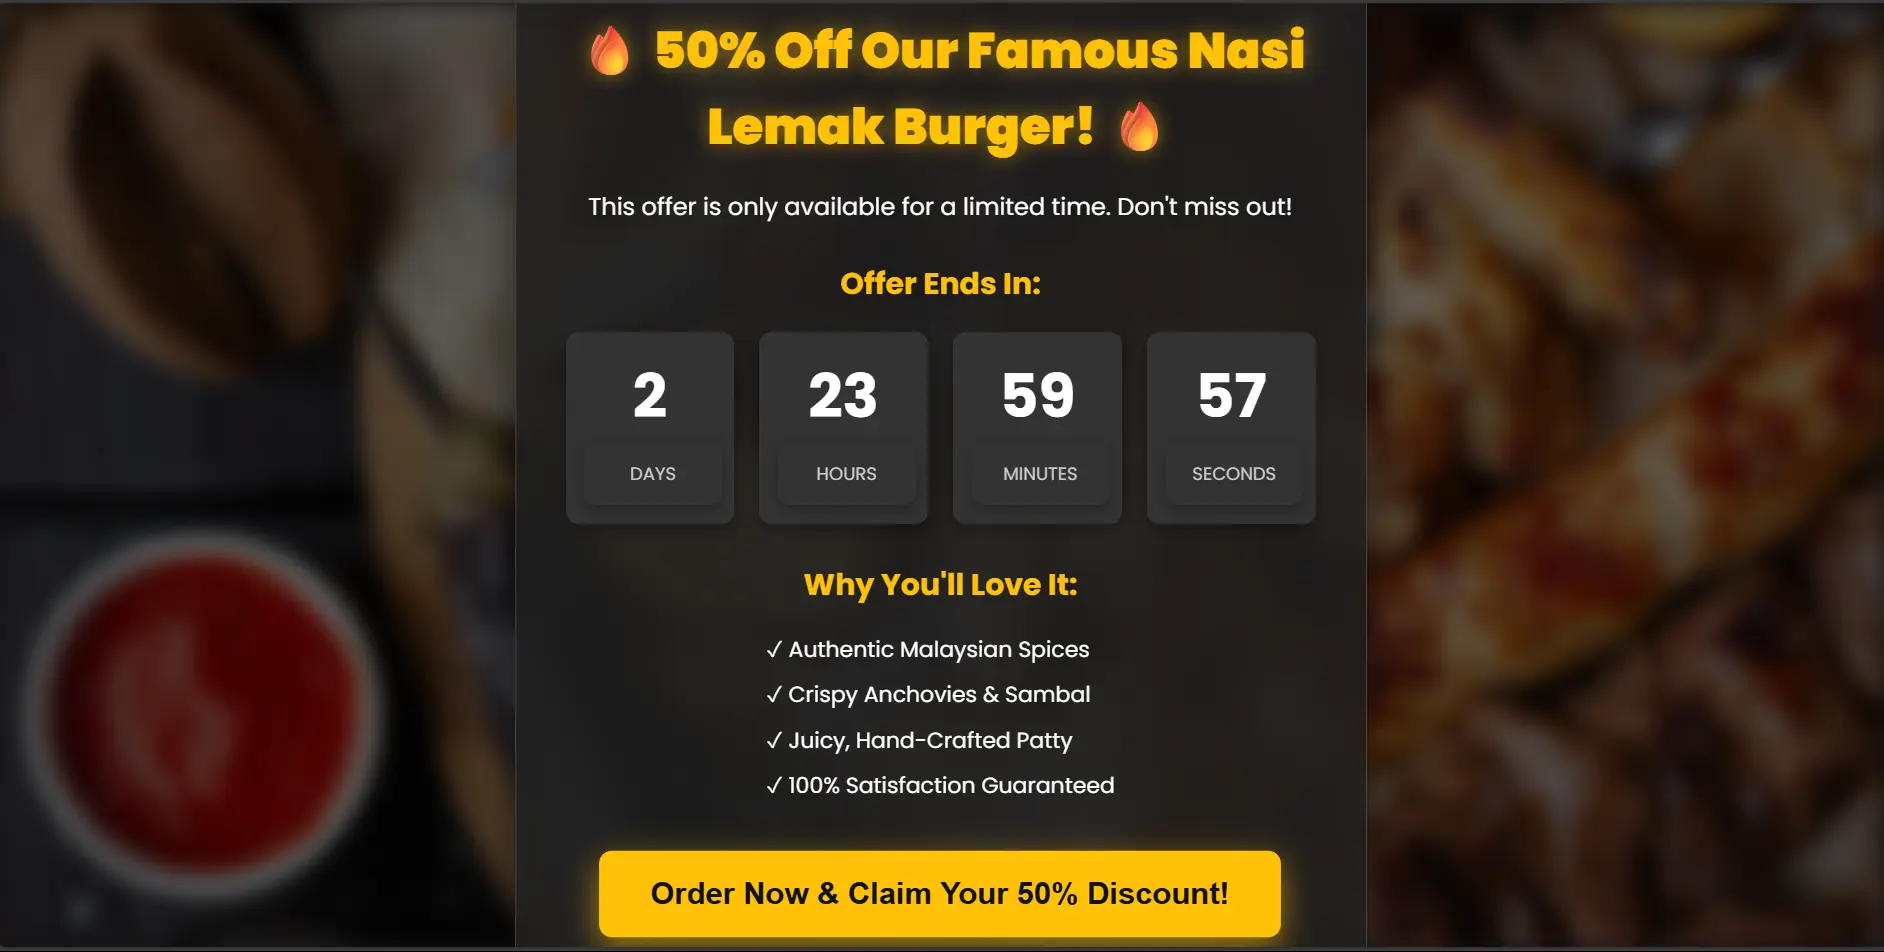 🔥 50% Off Our Famous Nasi
Lemak Burger! 🔥
This offer is only available for a limited time. Don't miss out!
Offer Ends In:
2 23 59 57
DAYS HOURS MINUTES SECONDS
Why You'll Love It:
✓ Authentic Malaysian Spices
✓ Crispy Anchovies & Sambal
✓ Juicy, Hand-Crafted Patty
✓ 100% Satisfaction Guaranteed
Order Now & Claim Your 50% Discount!